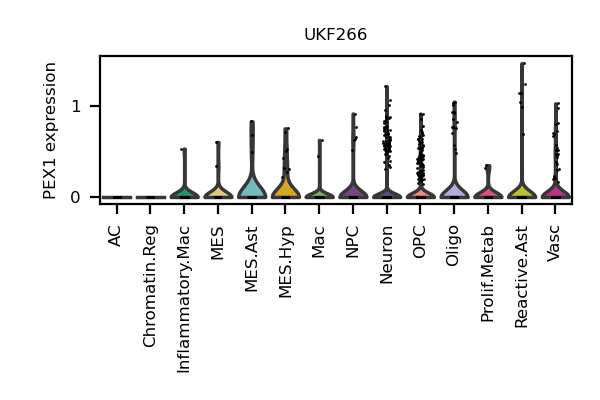 UKF266
PEX1 expression
1
0
AC
Chromatin.Reg
Inflammatory.Mac
MES
MES.Ast
MES.Hyp
Mac
NPC
Neuron
OPC
Oligo
Prolif.Metab
Reactive.Ast
Vasc